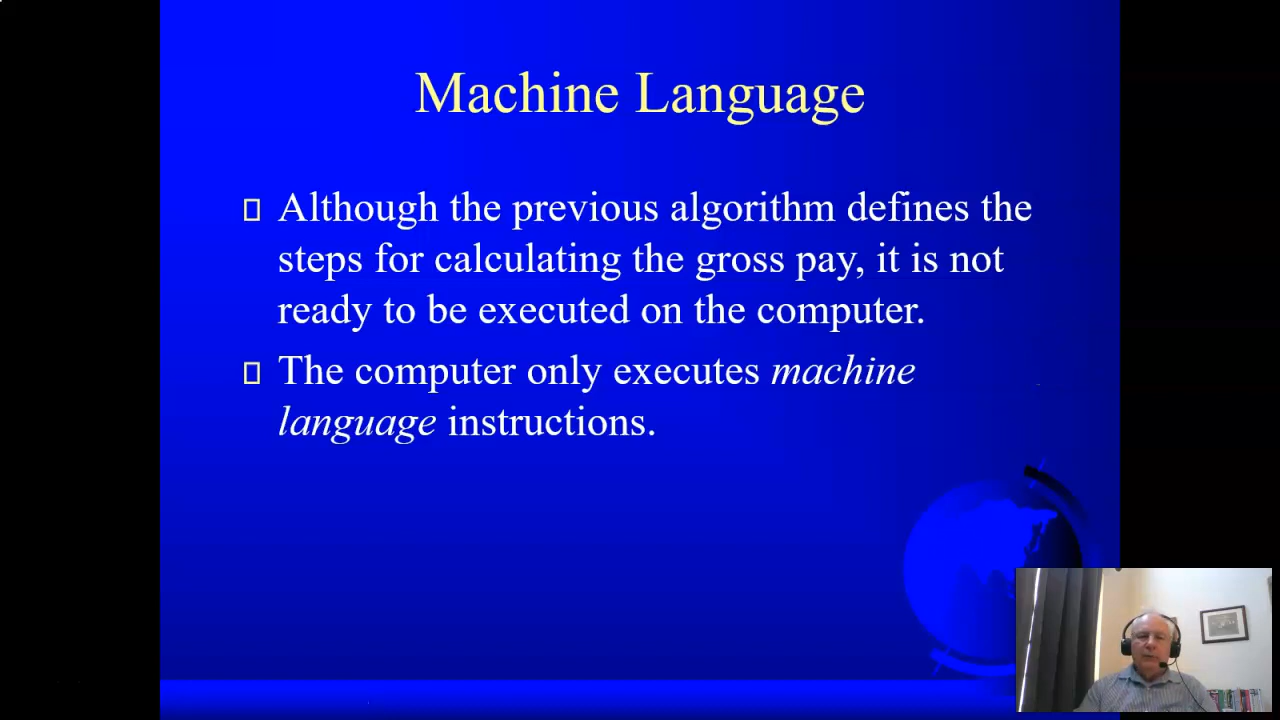 Machine Language
Although the previous algorithm defines the
steps for calculating the gross pay, it is not
ready to be executed on the computer.
The computer only executes machine
language instructions.